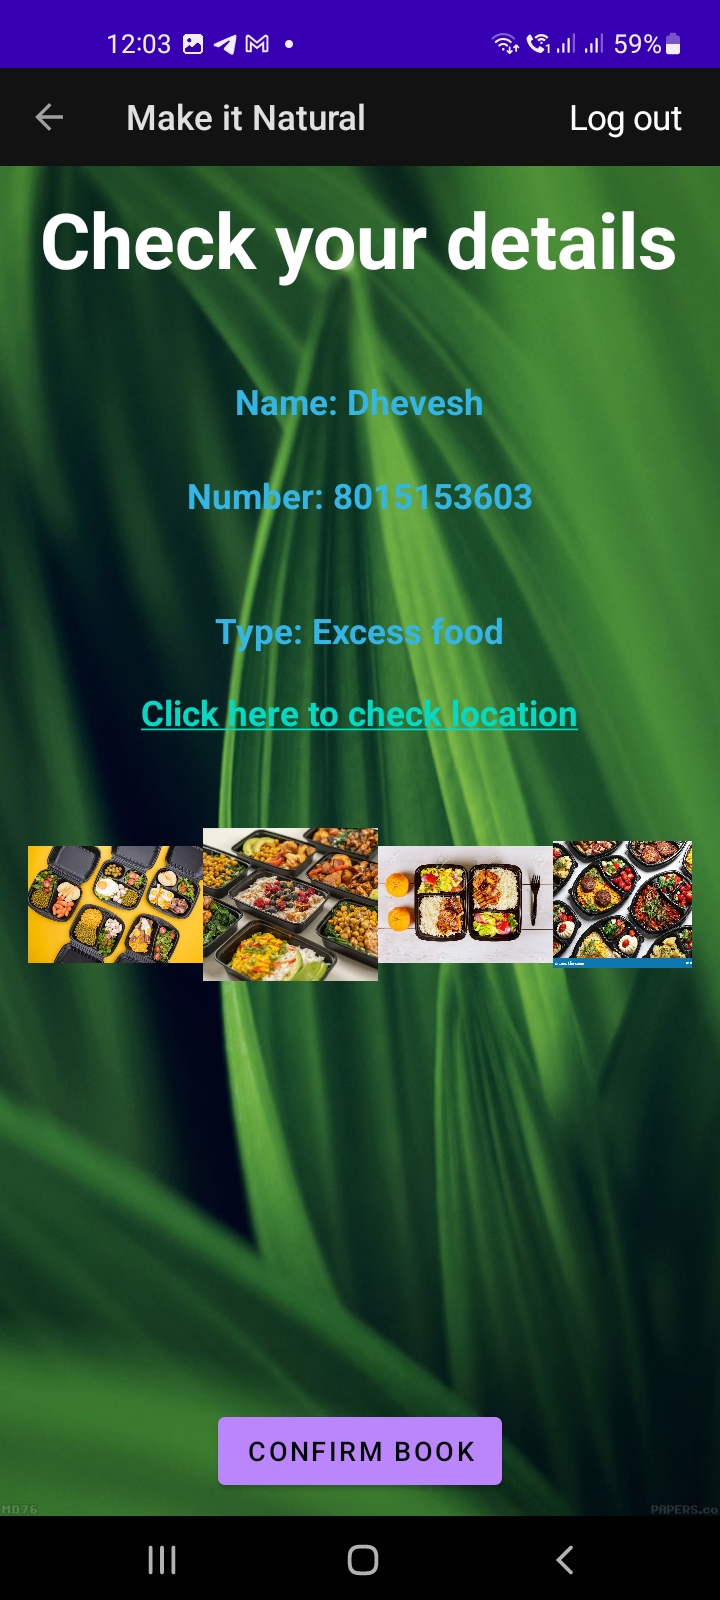 12:03 59%
Make it Natural Log out
Check your details
Name: Dhevesh
Number: 8015153603
Type: Excess food
Click here to check location
CONFIRM BOOK
MD76 PAPERS.co